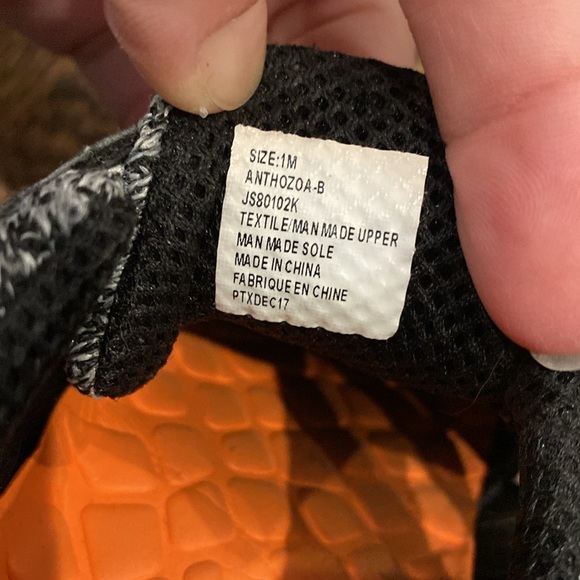 SIZE:1M
ANTHOZOA-B
JS80102K
TEXTILE/MAN MADE UPPER
MAN MADE SOLE
MADE IN CHINA
FABRIQUE EN CHINE
PTXDEC17